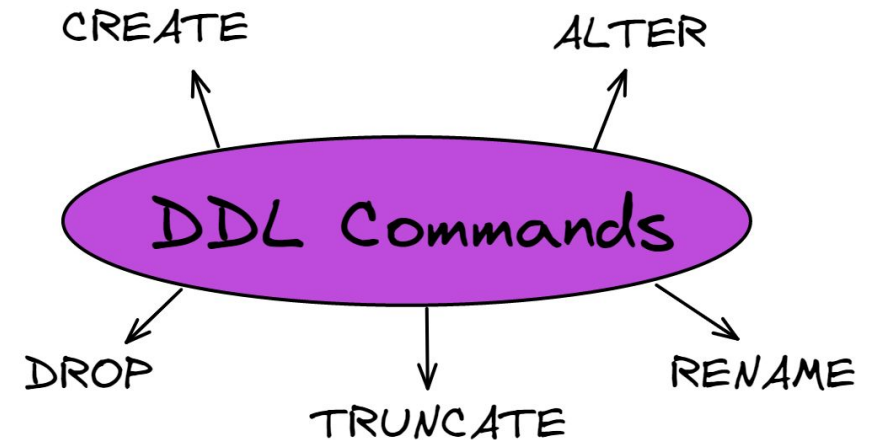 CREATE
ALTER
DDL Commands
DROP
TRUNCATE
RENAME